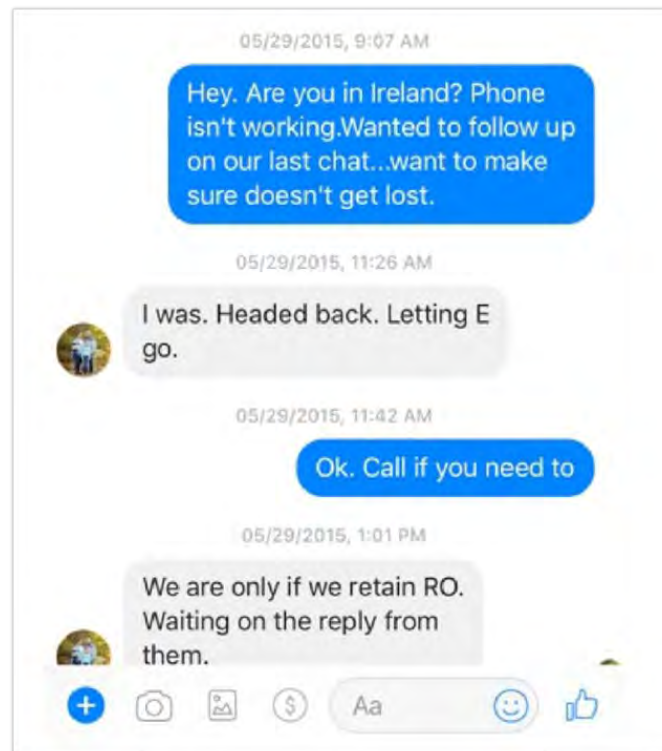 05/29/2015, 9:07 AM
Hey. Are you in Ireland? Phone
isn't working.Wanted to follow up
on our last chat...want to make
sure doesn't get lost.
05/29/2015, 11:26 AM
I was. Headed back. Letting E
go.
05/29/2015, 11:42 AM
Ok. Call if you need to
05/29/2015, 1:01 PM
We are only if we retain RO.
Waiting on the reply from
them.
Aa